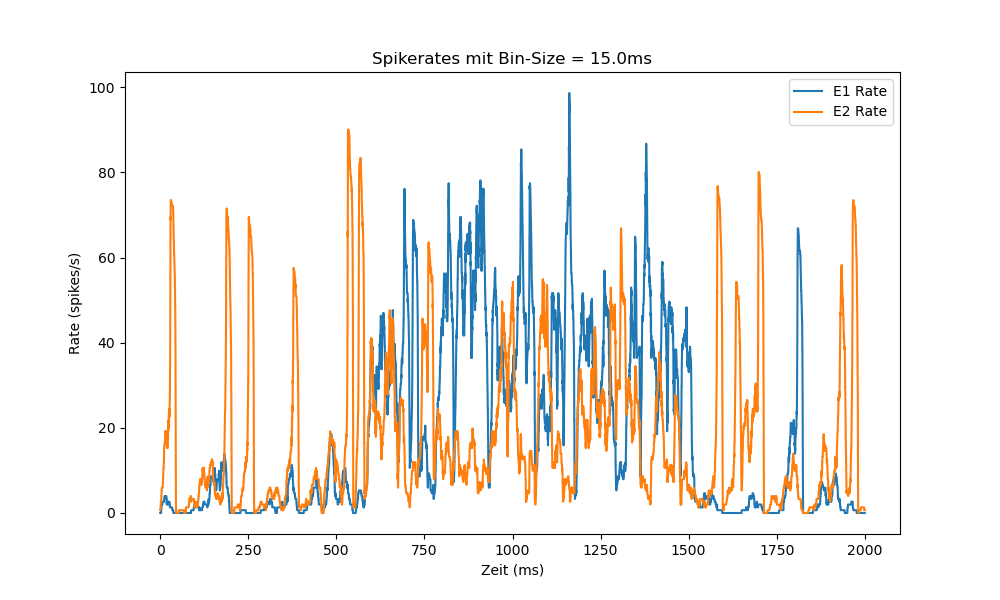 Spikerates mit Bin-Size = 15.0ms
E1 Rate
E2 Rate
100
80
60
40
20
0
Rate (spikes/s)
0 250 500 750 1000 1250 1500 1750 2000
Zeit (ms)